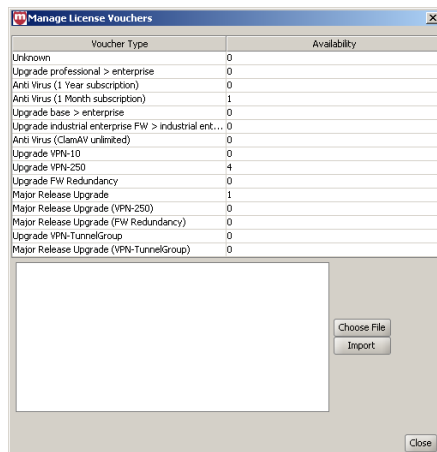 Manage License Vouchers
Voucher Type Availability
Unknown 0
Upgrade professional > enterprise 0
Anti Virus (1 Year subscription) 0
Anti Virus (1 Month subscription) 1
Upgrade base > enterprise 0
Upgrade industrial enterprise FW > industrial ent... 0
Anti Virus (ClamAV unlimited) 0
Upgrade VPN-10 0
Upgrade VPN-250 4
Upgrade FW Redundancy 0
Major Release Upgrade 1
Major Release Upgrade (VPN-250) 0
Major Release Upgrade (FW Redundancy) 0
Upgrade VPN-TunnelGroup 0
Major Release Upgrade (VPN-TunnelGroup) 0
Choose File
Import
Close